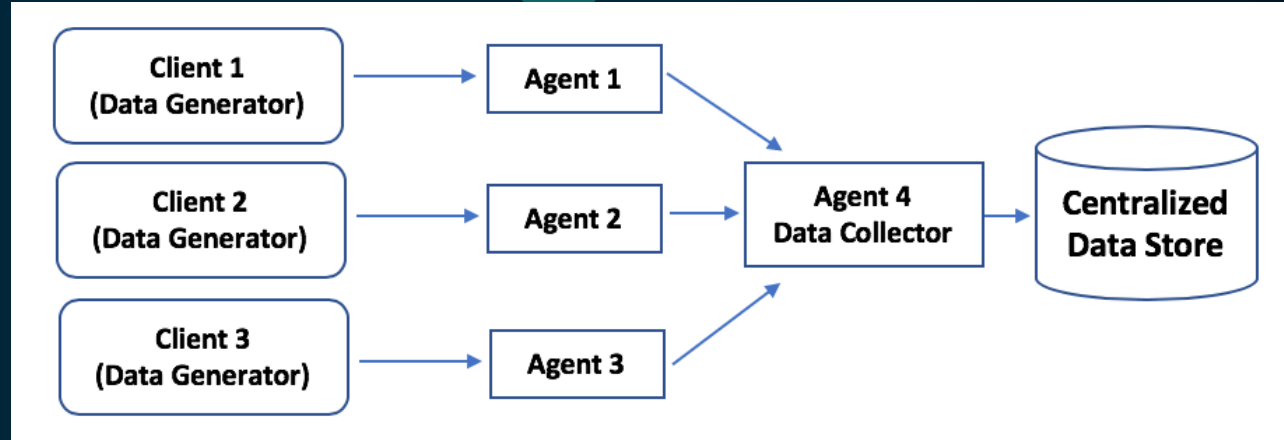 Client 1
(Data Generator)
Agent 1
Client 2
(Data Generator)
Agent 2
Agent 4
Data Collector
Centralized
Data Store
Client 3
(Data Generator)
Agent 3